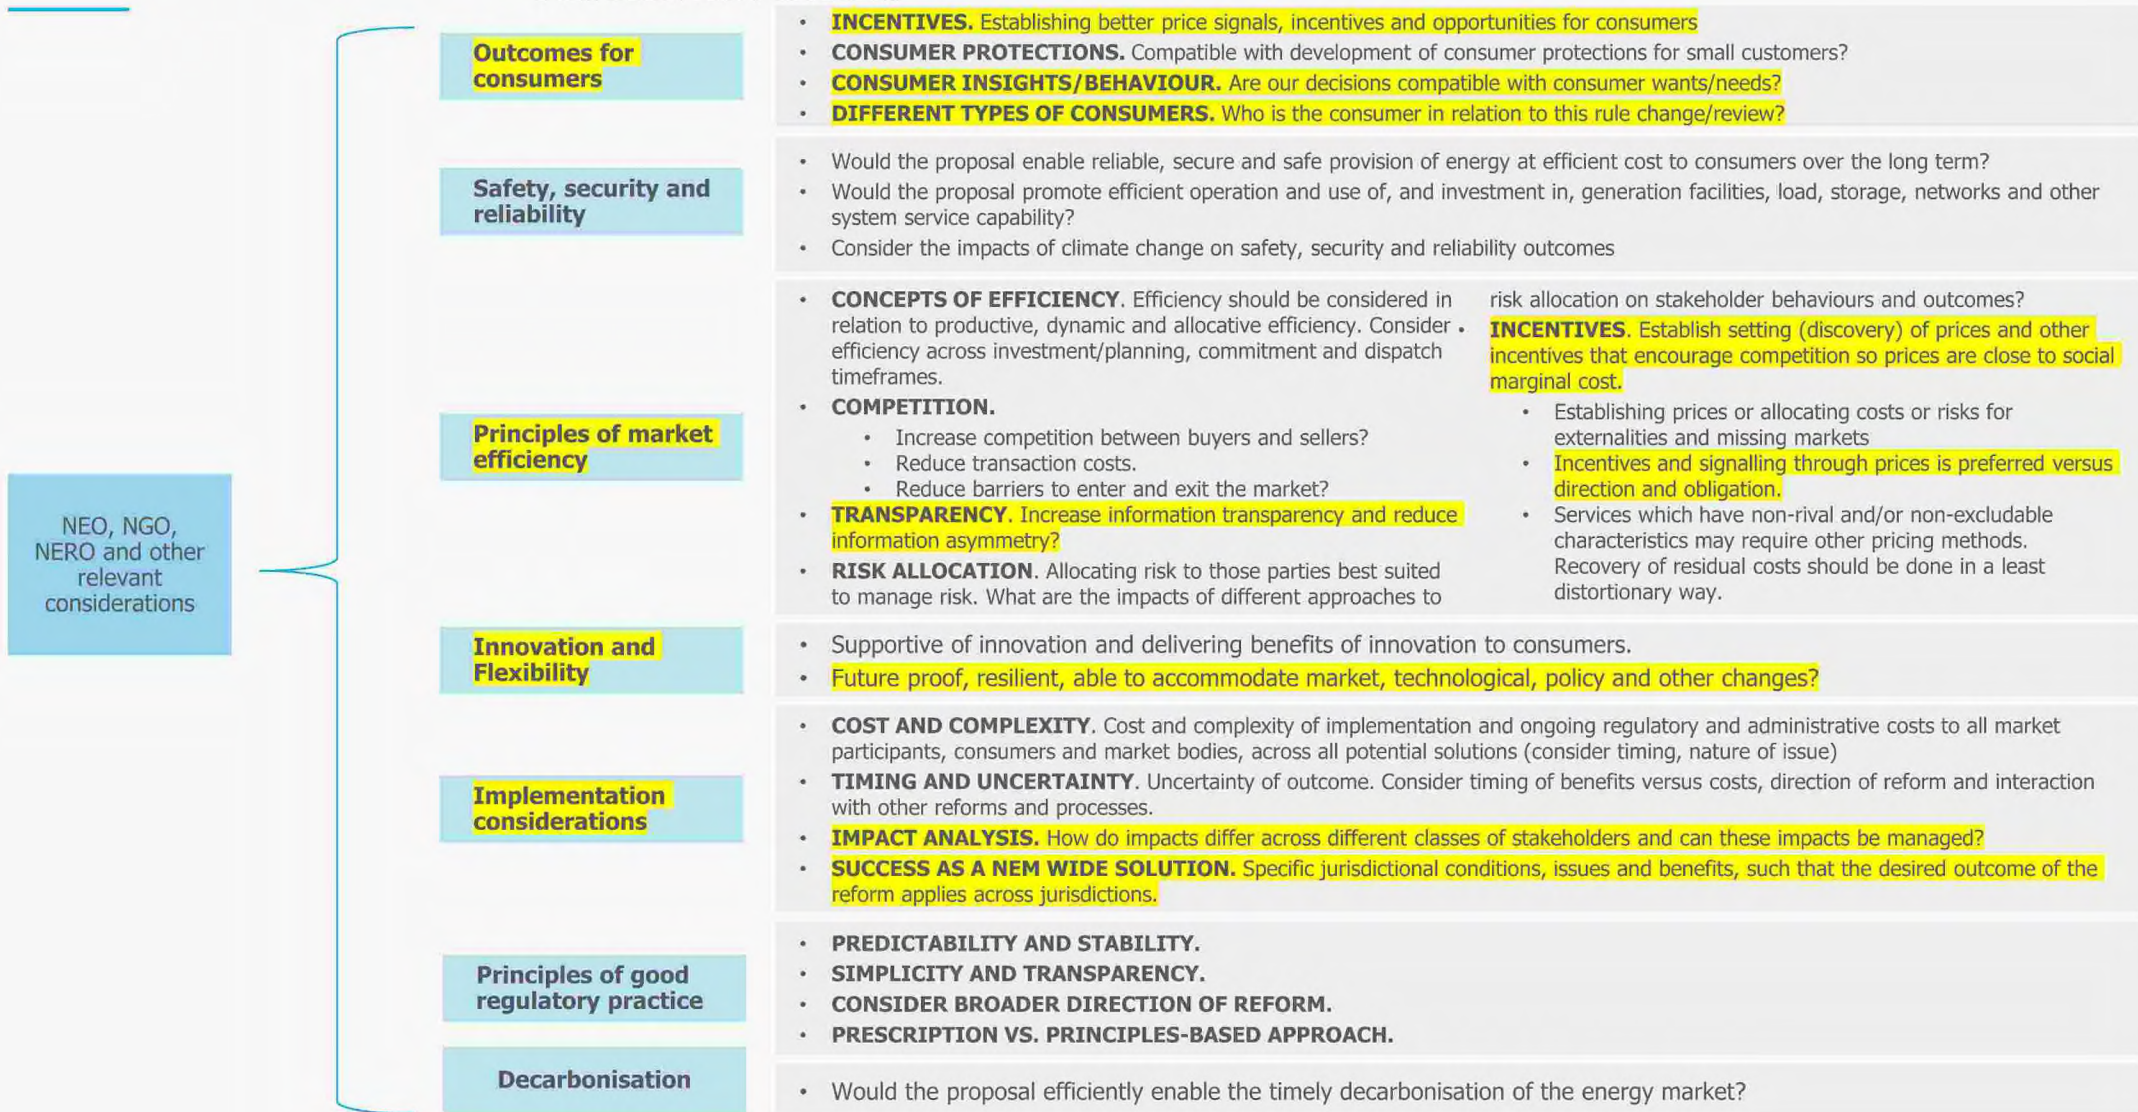 NEO, NGO,
NERO and other
relevant
considerations
Outcomes for
consumers
• INCENTIVES. Establishing better price signals, incentives and opportunities for consumers
• CONSUMER PROTECTIONS. Compatible with development of consumer protections for small customers?
• CONSUMER INSIGHTS/BEHAVIOUR. Are our decisions compatible with consumer wants/needs?
• DIFFERENT TYPES OF CONSUMERS. Who is the consumer in relation to this rule change/review?
Safety, security and
reliability
• Would the proposal enable reliable, secure and safe provision of energy at efficient cost to consumers over the long term?
• Would the proposal promote efficient operation and use of, and investment in, generation facilities, load, storage, networks and other
system service capability?
• Consider the impacts of climate change on safety, security and reliability outcomes
Principles of market
efficiency
• CONCEPTS OF EFFICIENCY. Efficiency should be considered in
relation to productive, dynamic and allocative efficiency. Consider
efficiency across investment/planning, commitment and dispatch
timeframes.
• COMPETITION.
• Increase competition between buyers and sellers?
• Reduce transaction costs.
• Reduce barriers to enter and exit the market?
• TRANSPARENCY. Increase information transparency and reduce
information asymmetry?
• RISK ALLOCATION. Allocating risk to those parties best suited
to manage risk. What are the impacts of different approaches to
risk allocation on stakeholder behaviours and outcomes?
• INCENTIVES. Establish setting (discovery) of prices and other
incentives that encourage competition so prices are close to social
marginal cost.
• Establishing prices or allocating costs or risks for
externalities and missing markets
• Incentives and signalling through prices is preferred versus
direction and obligation.
• Services which have non-rival and/or non-excludable
characteristics may require other pricing methods.
Recovery of residual costs should be done in a least
distortionary way.
Innovation and
Flexibility
• Supportive of innovation and delivering benefits of innovation to consumers.
• Future proof, resilient, able to accommodate market, technological, policy and other changes?
Implementation
considerations
• COST AND COMPLEXITY. Cost and complexity of implementation and ongoing regulatory and administrative costs to all market
participants, consumers and market bodies, across all potential solutions (consider timing, nature of issue)
• TIMING AND UNCERTAINTY. Uncertainty of outcome. Consider timing of benefits versus costs, direction of reform and interaction
with other reforms and processes.
• IMPACT ANALYSIS. How do impacts differ across different classes of stakeholders and can these impacts be managed?
• SUCCESS AS A NEM WIDE SOLUTION. Specific jurisdictional conditions, issues and benefits, such that the desired outcome of the
reform applies across jurisdictions.
Principles of good
regulatory practice
• PREDICTABILITY AND STABILITY.
• SIMPLICITY AND TRANSPARENCY.
• CONSIDER BROADER DIRECTION OF REFORM.
• PRESCRIPTION VS. PRINCIPLES-BASED APPROACH.
Decarbonisation
• Would the proposal efficiently enable the timely decarbonisation of the energy market?